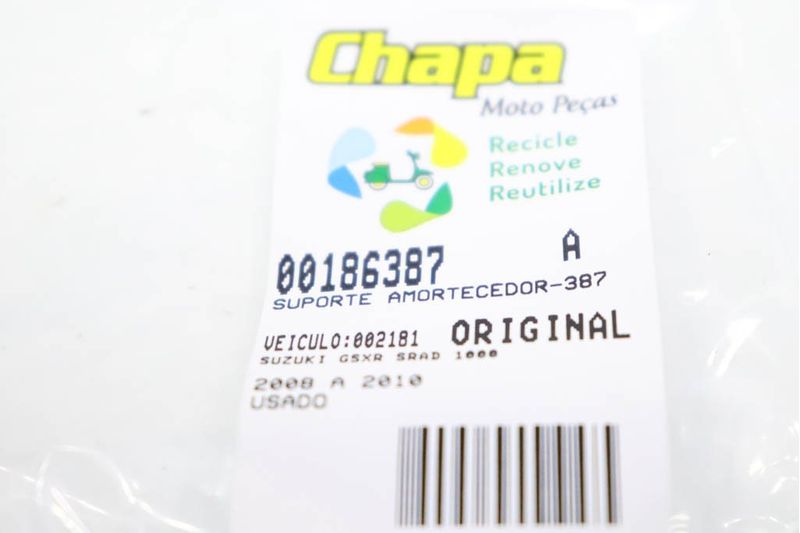 Chapa
Moto Peças
Recicle
Renove
Reutilize
00186387 A
SUPORTE AMORTECEDOR-387
VEICULO:002181 ORIGINAL
SUZUKI GSXR SRAD 1000
2008 A 2010
USADO